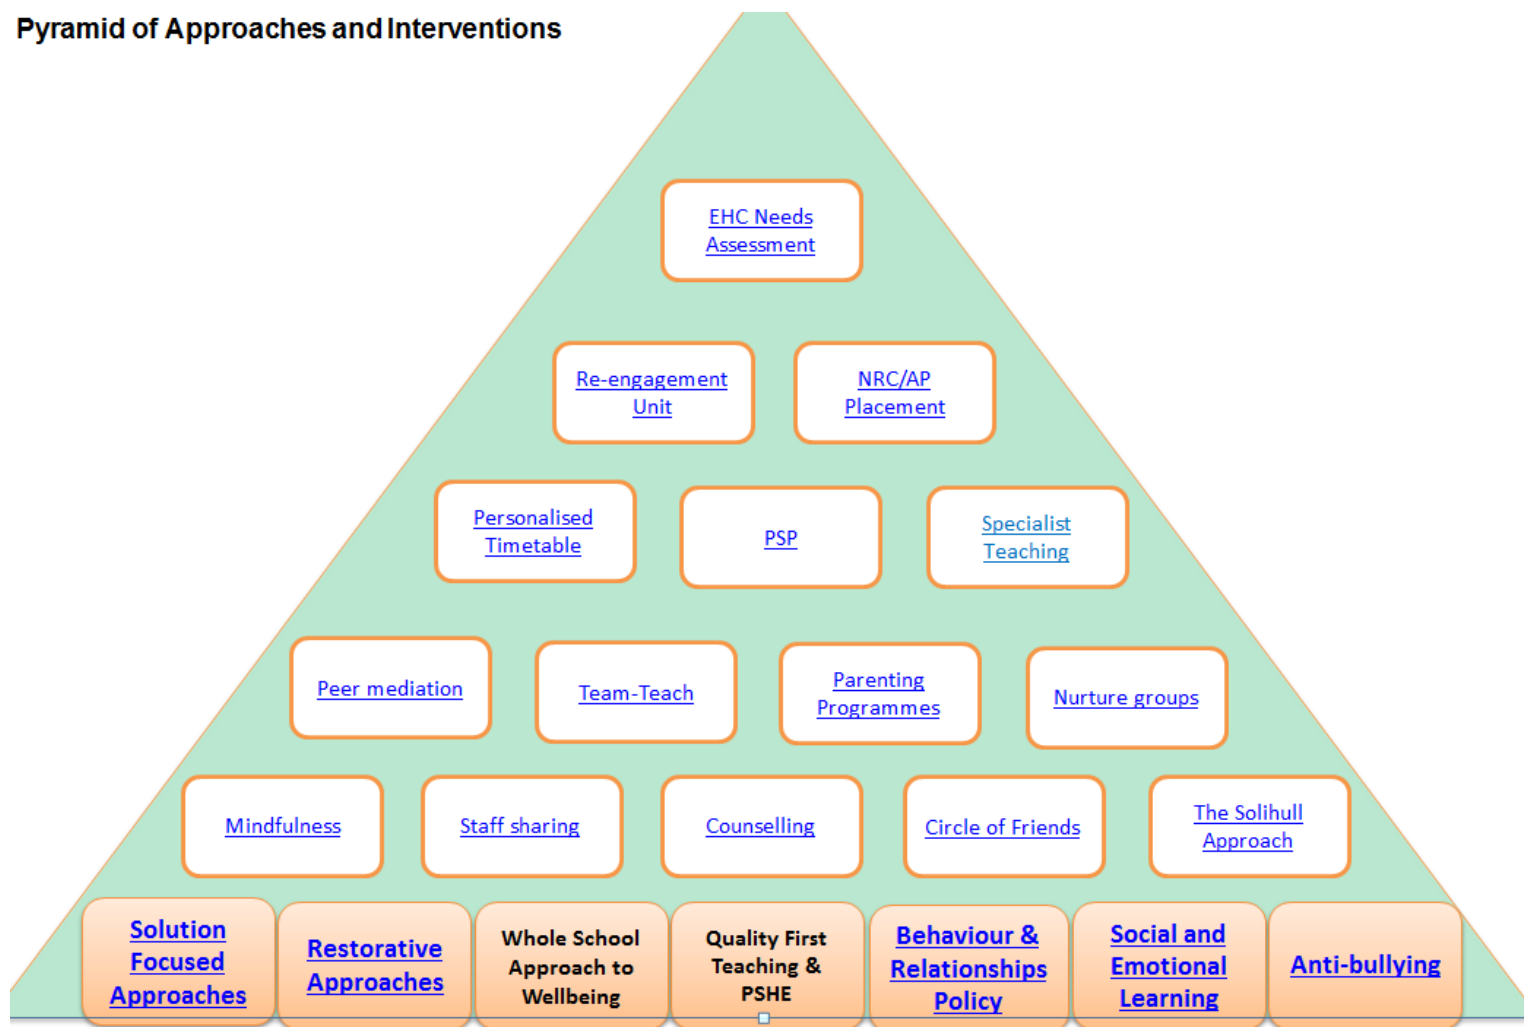 Pyramid of Approaches and Interventions
EHC Needs
Assessment
Re-engagement
Unit
NRC/AP
Placement
Personalised
Timetable
PSP
Specialist
Teaching
Peer mediation
Team-Teach
Parenting
Programmes
Nurture groups
Mindfulness
Staff sharing
Counselling
Circle of Friends
The Solihull
Approach
Solution
Focused
Approaches
Restorative
Approaches
Whole School
Approach to
Wellbeing
Quality First
Teaching &
PSHE
Behaviour &
Relationships
Policy
Social and
Emotional
Learning
Anti-bullying